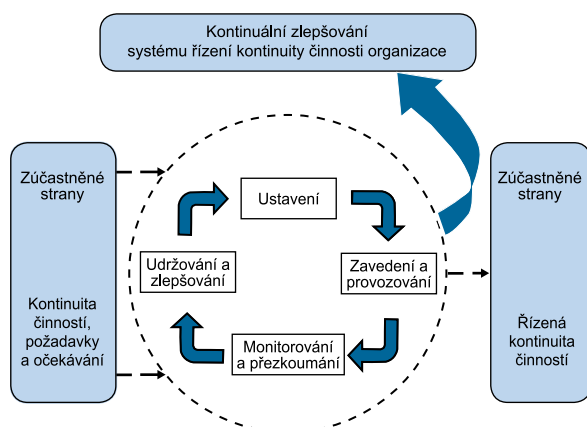 Kontinuální zlepšování
systému řízení kontinuity činnosti organizace
Zúčastněné
strany
Kontinuita
činností,
požadavky
a očekávání
Ustavení
Udržování a
zlepšování
Zavedení a
provozování
Monitorování
a přezkoumání
Zúčastněné
strany
Řízená
kontinuita
činností